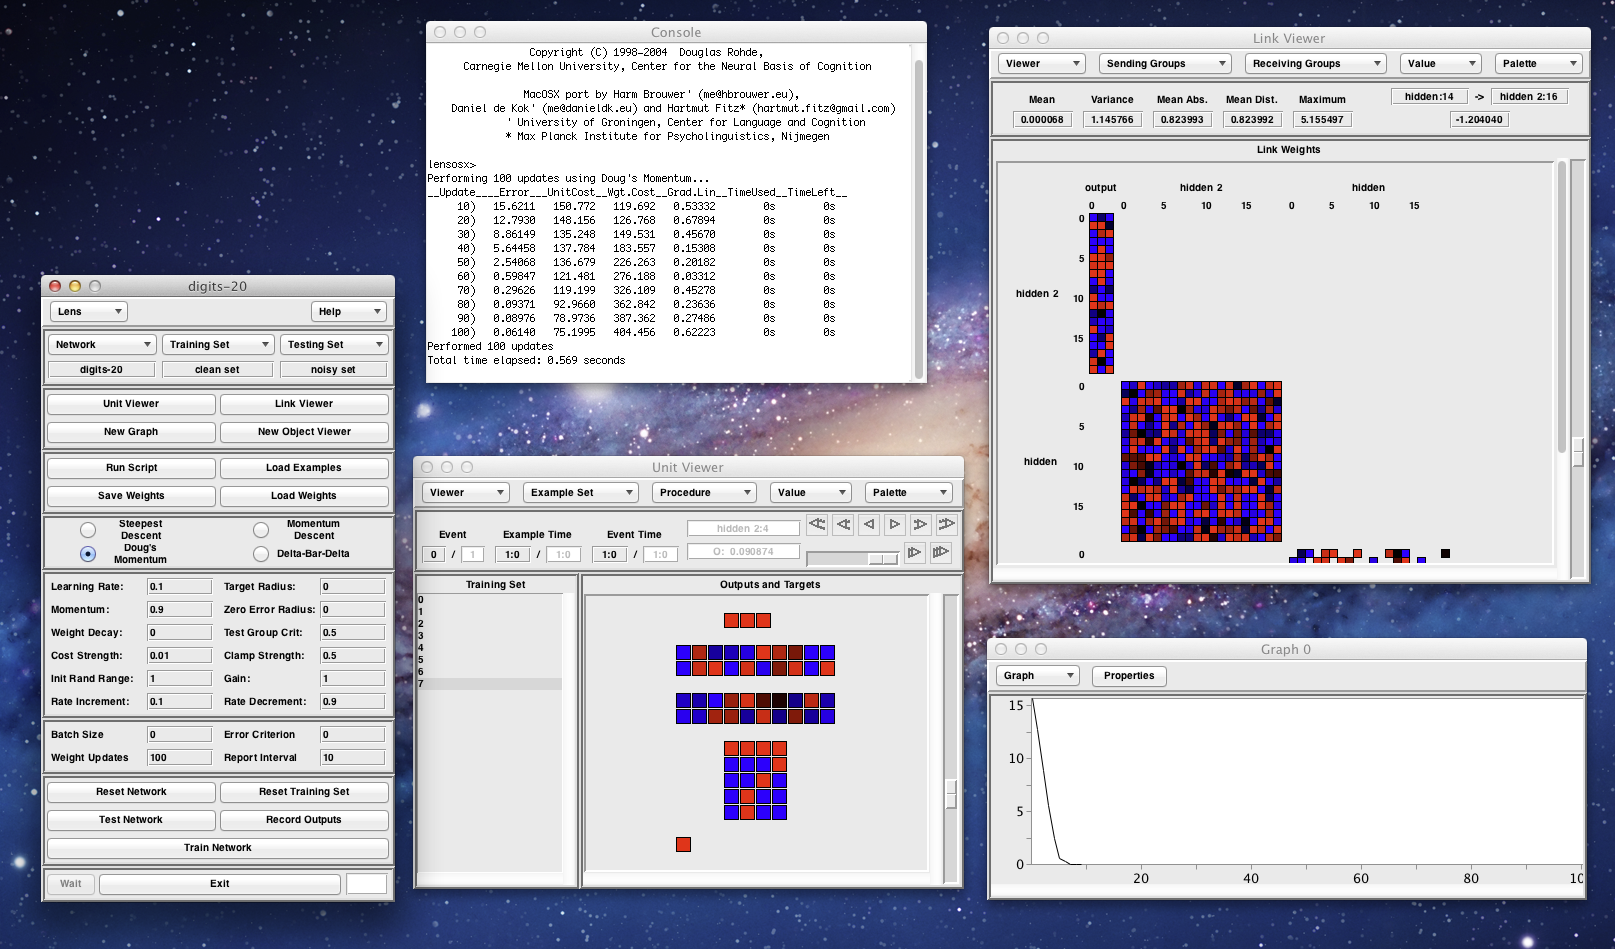 Console
Copyright (C) 1998-2004  Douglas Rohde,
Carnegie Mellon University, Center for the Neural Basis of Cognition
MacOSX port by Harm Brouwer' (me@hbrouwer.eu),
Daniel de Kok' (me@danieldk.eu) and Hartmut Fitz* (hartmut.fitz@gmail.com)
' University of Groningen, Center for Language and Cognition
* Max Planck Institute for Psycholinguistics, Nijmegen
lensosx>
Performing 100 updates using Doug's Momentum...
__Update____Error___UnitCost__Wgt.Cost__Grad.Lin__TimeUsed__TimeLeft__
10) 15.6211 150.772 119.692 0.53332 0s 0s
20) 12.7930 148.156 126.768 0.67894 0s 0s
30) 8.86149 135.248 149.531 0.45670 0s 0s
40) 5.64458 137.784 183.557 0.15308 0s 0s
50) 2.54068 136.679 226.263 0.20182 0s 0s
60) 0.59847 121.481 276.188 0.03312 0s 0s
70) 0.29626 119.199 326.109 0.45278 0s 0s
80) 0.09371 92.9660 362.842 0.23636 0s 0s
90) 0.08976 78.9736 387.362 0.27486 0s 0s
100) 0.06140 75.1995 404.456 0.62223 0s 0s
Performed 100 updates
Total time elapsed: 0.569 seconds
Link Viewer
Viewer Sending Groups Receiving Groups Value Palette
Mean Variance Mean Abs. Mean Dist. Maximum hidden:14 -> hidden 2:16
0.000068 1.145766 0.823993 0.823992 5.155497 -1.204040
Link Weights
output hidden 2 hidden
0 0 5 10 15 0 5 10 15
0
5
hidden 2
10
15
0
5
hidden
10
15
0
digits-20
Lens Help
Network Training Set Testing Set
digits-20 clean set noisy set
Unit Viewer Link Viewer
New Graph New Object Viewer
Run Script Load Examples
Save Weights Load Weights
Steepest Descent Momentum Descent
Doug's Momentum Delta-Bar-Delta
Learning Rate: 0.1 Target Radius: 0
Momentum: 0.9 Zero Error Radius: 0
Weight Decay: 0 Test Group Crit: 0.5
Cost Strength: 0.01 Clamp Strength: 0.5
Init Rand Range: 1 Gain: 1
Rate Increment: 0.1 Rate Decrement: 0.9
Batch Size 0 Error Criterion 0
Weight Updates 100 Report Interval 10
Reset Network Reset Training Set
Test Network Record Outputs
Train Network
Wait Exit
Unit Viewer
Viewer Example Set Procedure Value Palette
Event Example Time Event Time hidden 2:4
0 / 1 1:0 / 1:0 1:0 / 1:0 O: 0.090874
Training Set Outputs and Targets
0
1
2
3
4
5
6
7
Graph 0
Graph Properties
15
10
5
0
20 40 60 80 10